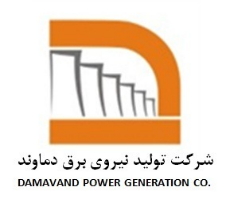 شرکت تولید نیروی برق دماوند
DAMAVAND POWER GENERATION CO.